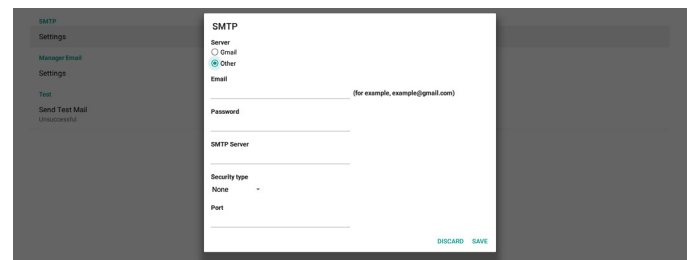 SMTP
Settings
Manager Email
Settings
Test
Send Test Mail
Unsuccessful
SMTP
Server
Gmail
Other
Email
(for example, example@gmail.com)
Password
SMTP Server
Security type
None
Port
DISCARD SAVE